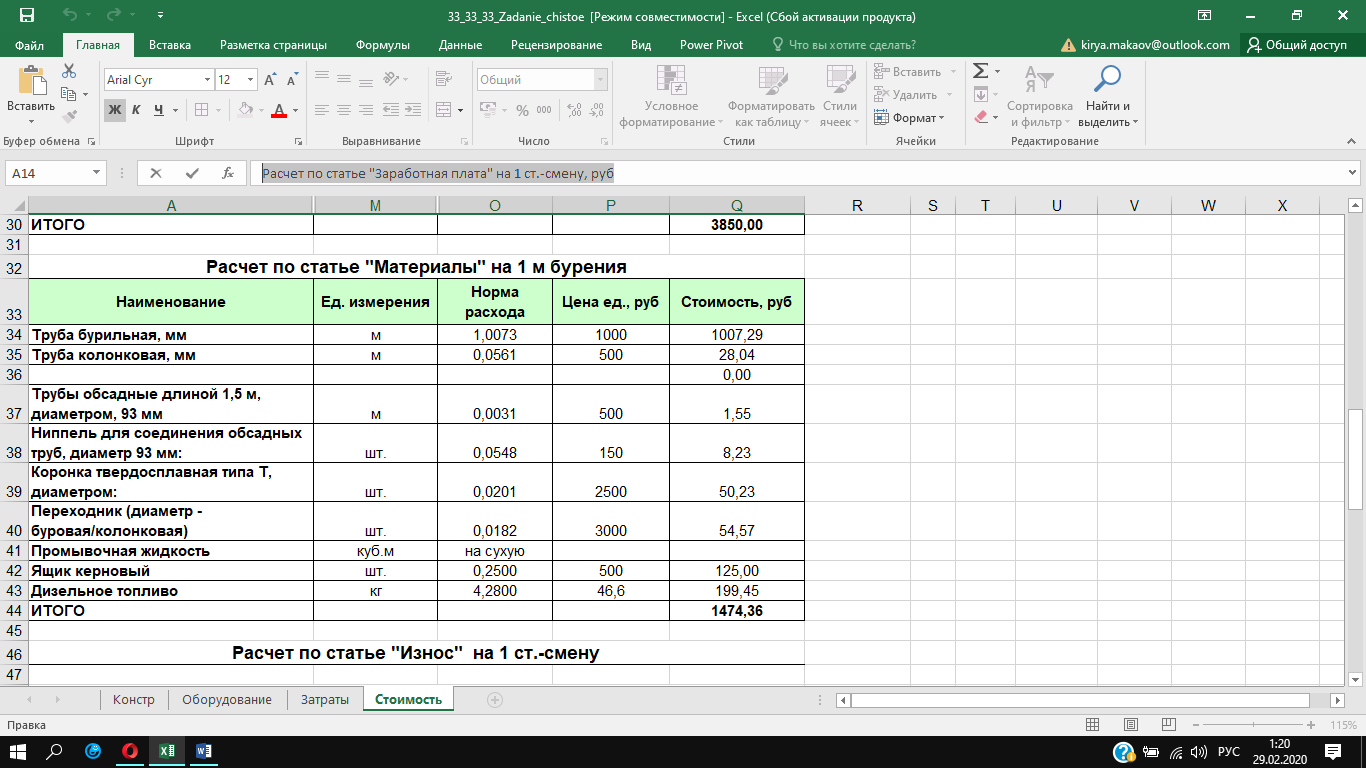 33_33_33_Zadanie_chistoe [Режим совместимости] - Excel (Сбой активации продукта)
Файл Главная Вставка Разметка страницы Формулы Данные Рецензирование Вид Power Pivot Что вы хотите сделать? kirya.makaov@outlook.com Общий доступ
Вставить
Arial Cyr 12
Ж К Ч
Общий
% 000
Условное форматирование
Форматировать как таблицу
Стили ячеек
Вставить
Удалить
Формат
Сортировка и фильтр
Найти и выделить
Буфер обмена Шрифт Выравнивание Число Стили Ячейки Редактирование
A14 fx Расчет по статье "Заработная плата" на 1 ст.-смену, руб
A M O P Q R S T U V W X
30 ИТОГО 3850,00
31
32 Расчет по статье "Материалы" на 1 м бурения
33 Наименование Ед. измерения Норма расхода Цена ед., руб Стоимость, руб
34 Труба бурильная, мм м 1,0073 1000 1007,29
35 Труба колонковая, мм м 0,0561 500 28,04
36 0,00
37 Трубы обсадные длиной 1,5 м,
диаметром, 93 мм м 0,0031 500 1,55
38 Ниппель для соединения обсадных
труб, диаметр 93 мм: шт. 0,0548 150 8,23
39 Коронка твердосплавная типа Т,
диаметром: шт. 0,0201 2500 50,23
40 Переходник (диаметр -
буровая/колонковая) шт. 0,0182 3000 54,57
41 Промывочная жидкость куб.м на сухую
42 Ящик керновый шт. 0,2500 500 125,00
43 Дизельное топливо кг 4,2800 46,6 199,45
44 ИТОГО 1474,36
45
46 Расчет по статье "Износ" на 1 ст.-смену
47
Констр Оборудование Затраты Стоимость
Правка 115%
РУС 1:20
29.02.2020